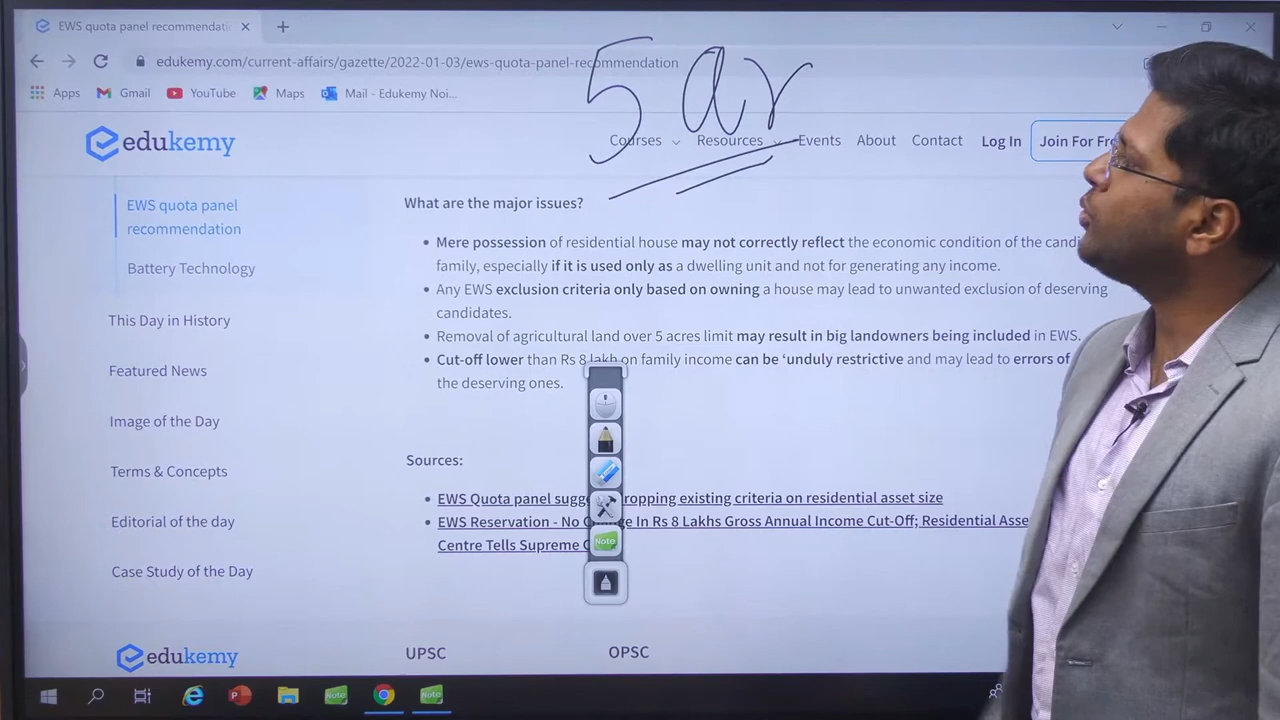 EWS quota panel recommendati
edukemy.com/current-affairs/gazette/2022-01-03/ews-quota-panel-recommendation
Apps Gmail YouTube Maps Mail - Edukemy Noi...
5 ar
edukemy Courses Resources Events About Contact Log In Join For Fr
EWS quota panel
recommendation
Battery Technology
This Day in History
Featured News
Image of the Day
Terms & Concepts
Editorial of the day
Case Study of the Day
What are the major issues?
• Mere possession of residential house may not correctly reflect the economic condition of the candi
family, especially if it is used only as a dwelling unit and not for generating any income.
• Any EWS exclusion criteria only based on owning a house may lead to unwanted exclusion of deserving
candidates.
• Removal of agricultural land over 5 acres limit may result in big landowners being included in EWS.
• Cut-off lower than Rs 8 lakh on family income can be ‘unduly restrictive and may lead to errors of
the deserving ones.
Sources:
• EWS Quota panel sugge ropping existing criteria on residential asset size
• EWS Reservation - No C ge In Rs 8 Lakhs Gross Annual Income Cut-Off; Residential Asse
Centre Tells Supreme C
Note
edukemy UPSC OPSC
Note Note